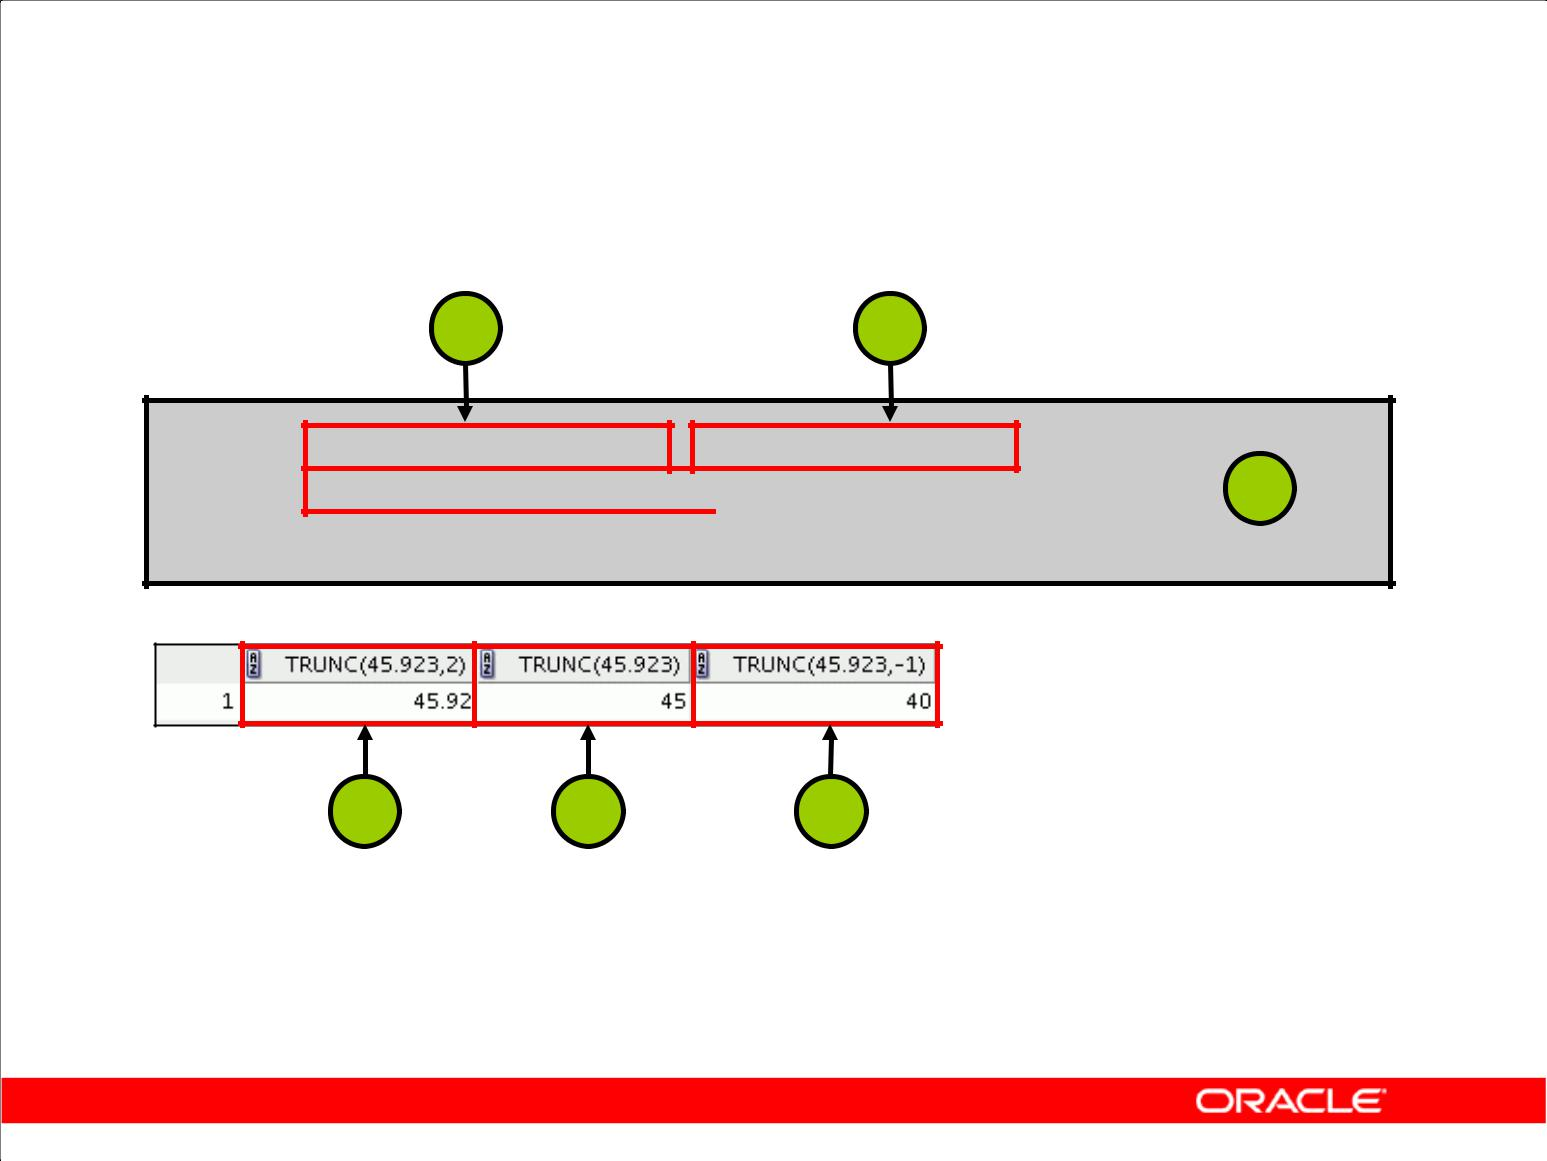 TRUNC(45.923,2) TRUNC(45.923) TRUNC(45.923,-1)
1 45.92 45 40
ORACLE